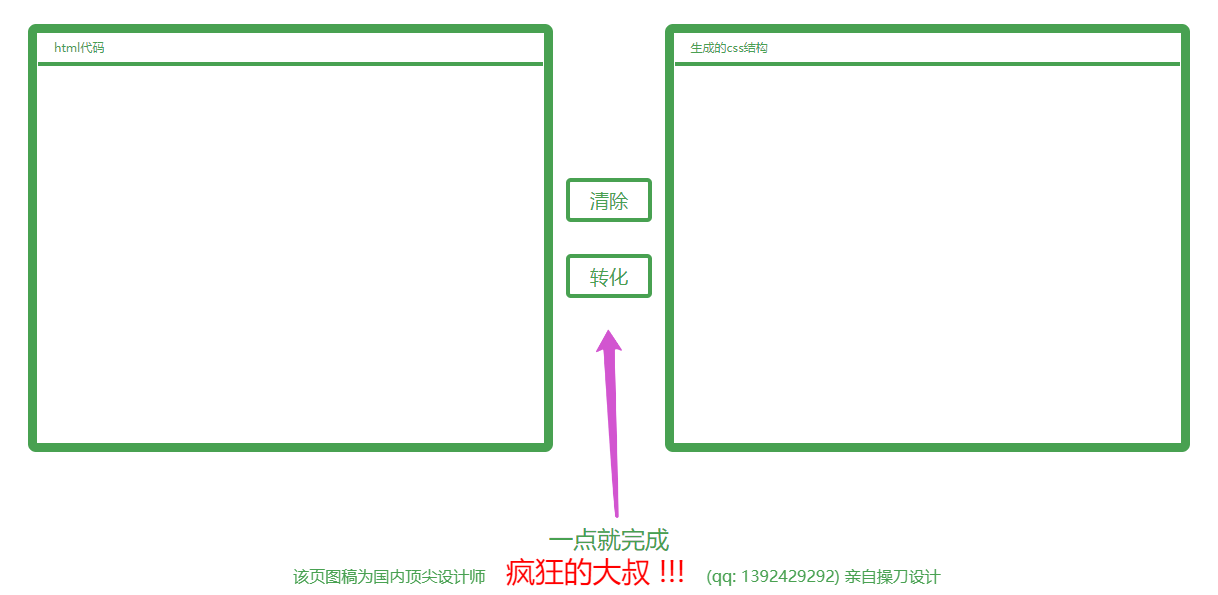 html代码
生成的css结构
清除
转化
一点就完成
该页图稿为国内顶尖设计师 疯狂的大叔 !!! (qq: 1392429292) 亲自操刀设计